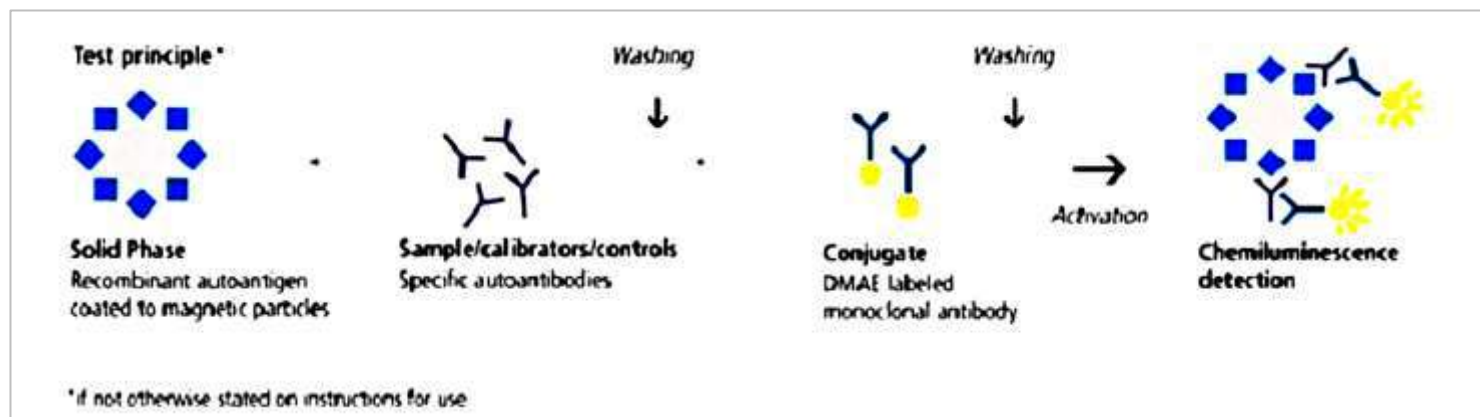 Test principle*
Washing
Washing
Activation
Solid Phase
Recombinant autoantigen
coated to magnetic particles
Sample/calibrators/controls
Specific autoantibodies
Conjugate
DMAE labeled
monoclonal antibody
Chemiluminescence
detection
*if not otherwise stated on instructions for use